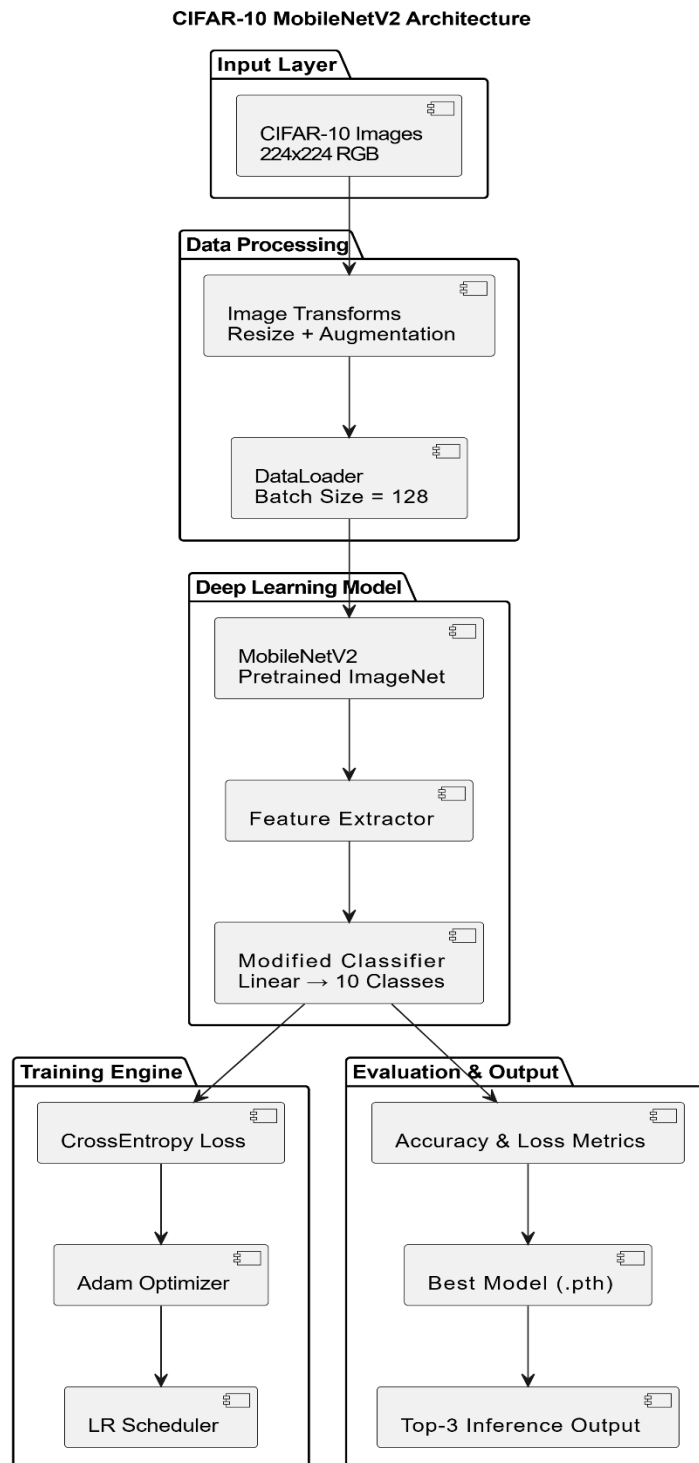 CIFAR-10 MobileNetV2 Architecture
Input Layer
CIFAR-10 Images
224x224 RGB
Data Processing
Image Transforms
Resize + Augmentation
DataLoader
Batch Size = 128
Deep Learning Model
MobileNetV2
Pretrained ImageNet
Feature Extractor
Modified Classifier
Linear → 10 Classes
Training Engine
CrossEntropy Loss
Adam Optimizer
LR Scheduler
Evaluation & Output
Accuracy & Loss Metrics
Best Model (.pth)
Top-3 Inference Output